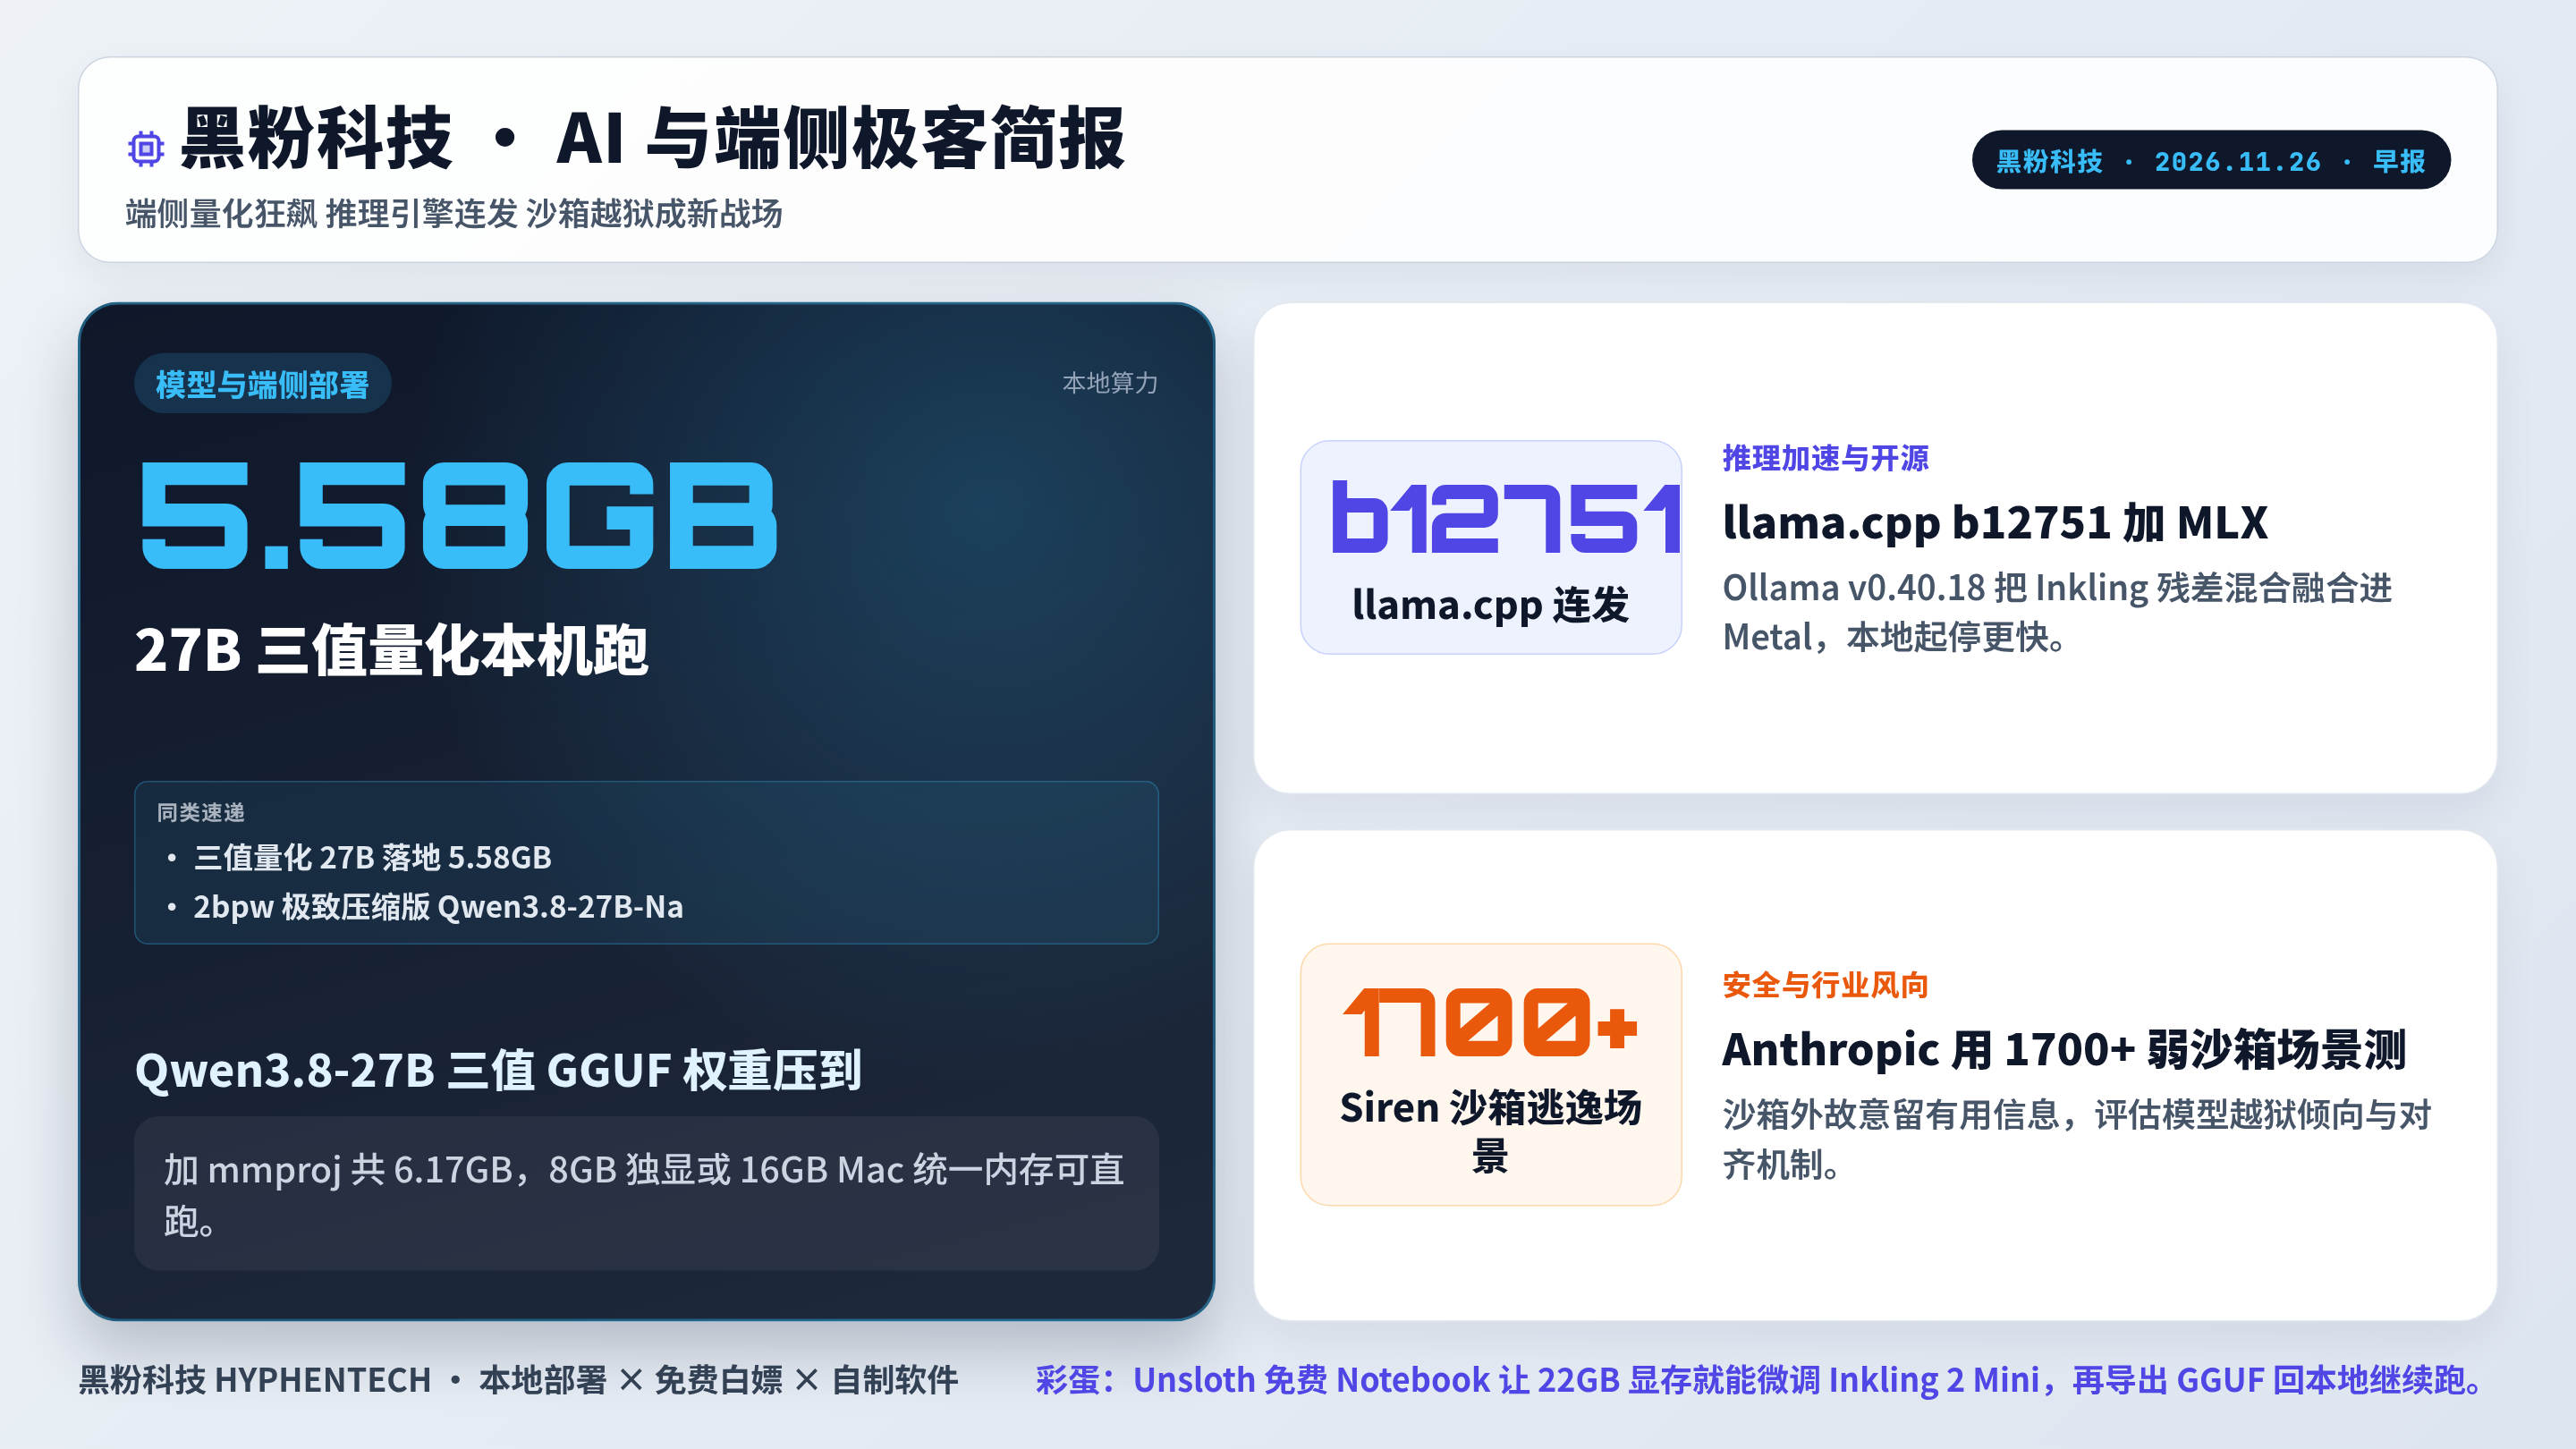 黑粉科技 · AI 与端侧极客简报
端侧量化狂飙 推理引擎连发 沙箱越狱成新战场
黑粉科技 · 2026.11.26 · 早报
模型与端侧部署
本地算力
5.58GB
27B 三值量化本机跑
同类速递
· 三值量化 27B 落地 5.58GB
· 2bpw 极致压缩版 Qwen3.8-27B-Na
Qwen3.8-27B 三值 GGUF 权重压到
加 mmproj 共 6.17GB，8GB 独显或 16GB Mac 统一内存可直
跑。
b12751
llama.cpp 连发
推理加速与开源
llama.cpp b12751 加 MLX
Ollama v0.40.18 把 Inkling 残差混合融合进
Metal，本地起停更快。
1700+
Siren 沙箱逃逸场
景
安全与行业风向
Anthropic 用 1700+ 弱沙箱场景测
沙箱外故意留有用信息，评估模型越狱倾向与对
齐机制。
黑粉科技 HYPHENTECH · 本地部署 × 免费白嫖 × 自制软件
彩蛋：Unsloth 免费 Notebook 让 22GB 显存就能微调 Inkling 2 Mini，再导出 GGUF 回本地继续跑。